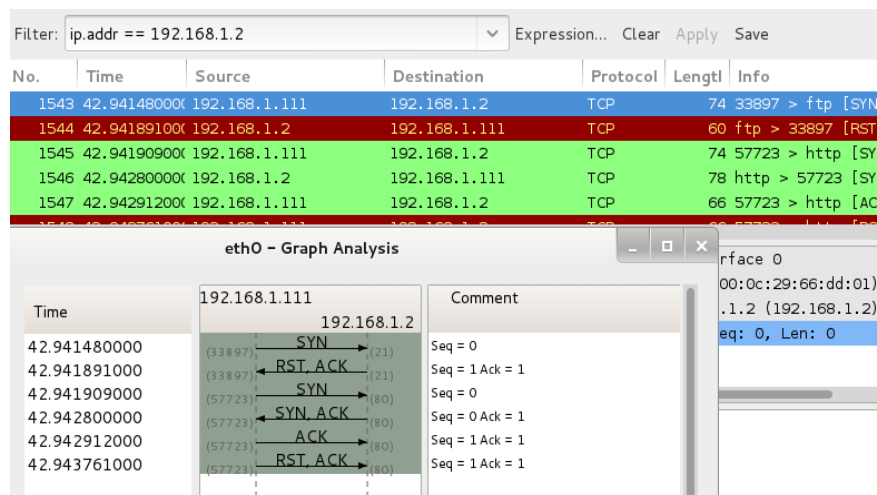 Filter: ip.addr == 192.168.1.2 Expression... Clear Apply Save
No. Time Source Destination Protocol Lengtl Info
1543 42.941480000 192.168.1.111 192.168.1.2 TCP 74 33897 > ftp [SYN
1544 42.941891000 192.168.1.2 192.168.1.111 TCP 60 ftp > 33897 [RST
1545 42.941909000 192.168.1.111 192.168.1.2 TCP 74 57723 > http [SY
1546 42.942800000 192.168.1.2 192.168.1.111 TCP 78 http > 57723 [SY
1547 42.942912000 192.168.1.111 192.168.1.2 TCP 66 57723 > http [AC
eth0 - Graph Analysis
rface 0
00:0c:29:66:dd:01)
.1.2 (192.168.1.2)
eq: 0, Len: 0
Time 192.168.1.111 192.168.1.2 Comment
42.941480000 (33897) SYN (21) Seq = 0
42.941891000 (33897) RST, ACK (21) Seq = 1 Ack = 1
42.941909000 (57723) SYN (80) Seq = 0
42.942800000 (57723) SYN, ACK (80) Seq = 0 Ack = 1
42.942912000 (57723) ACK (80) Seq = 1 Ack = 1
42.943761000 (57723) RST, ACK (80) Seq = 1 Ack = 1